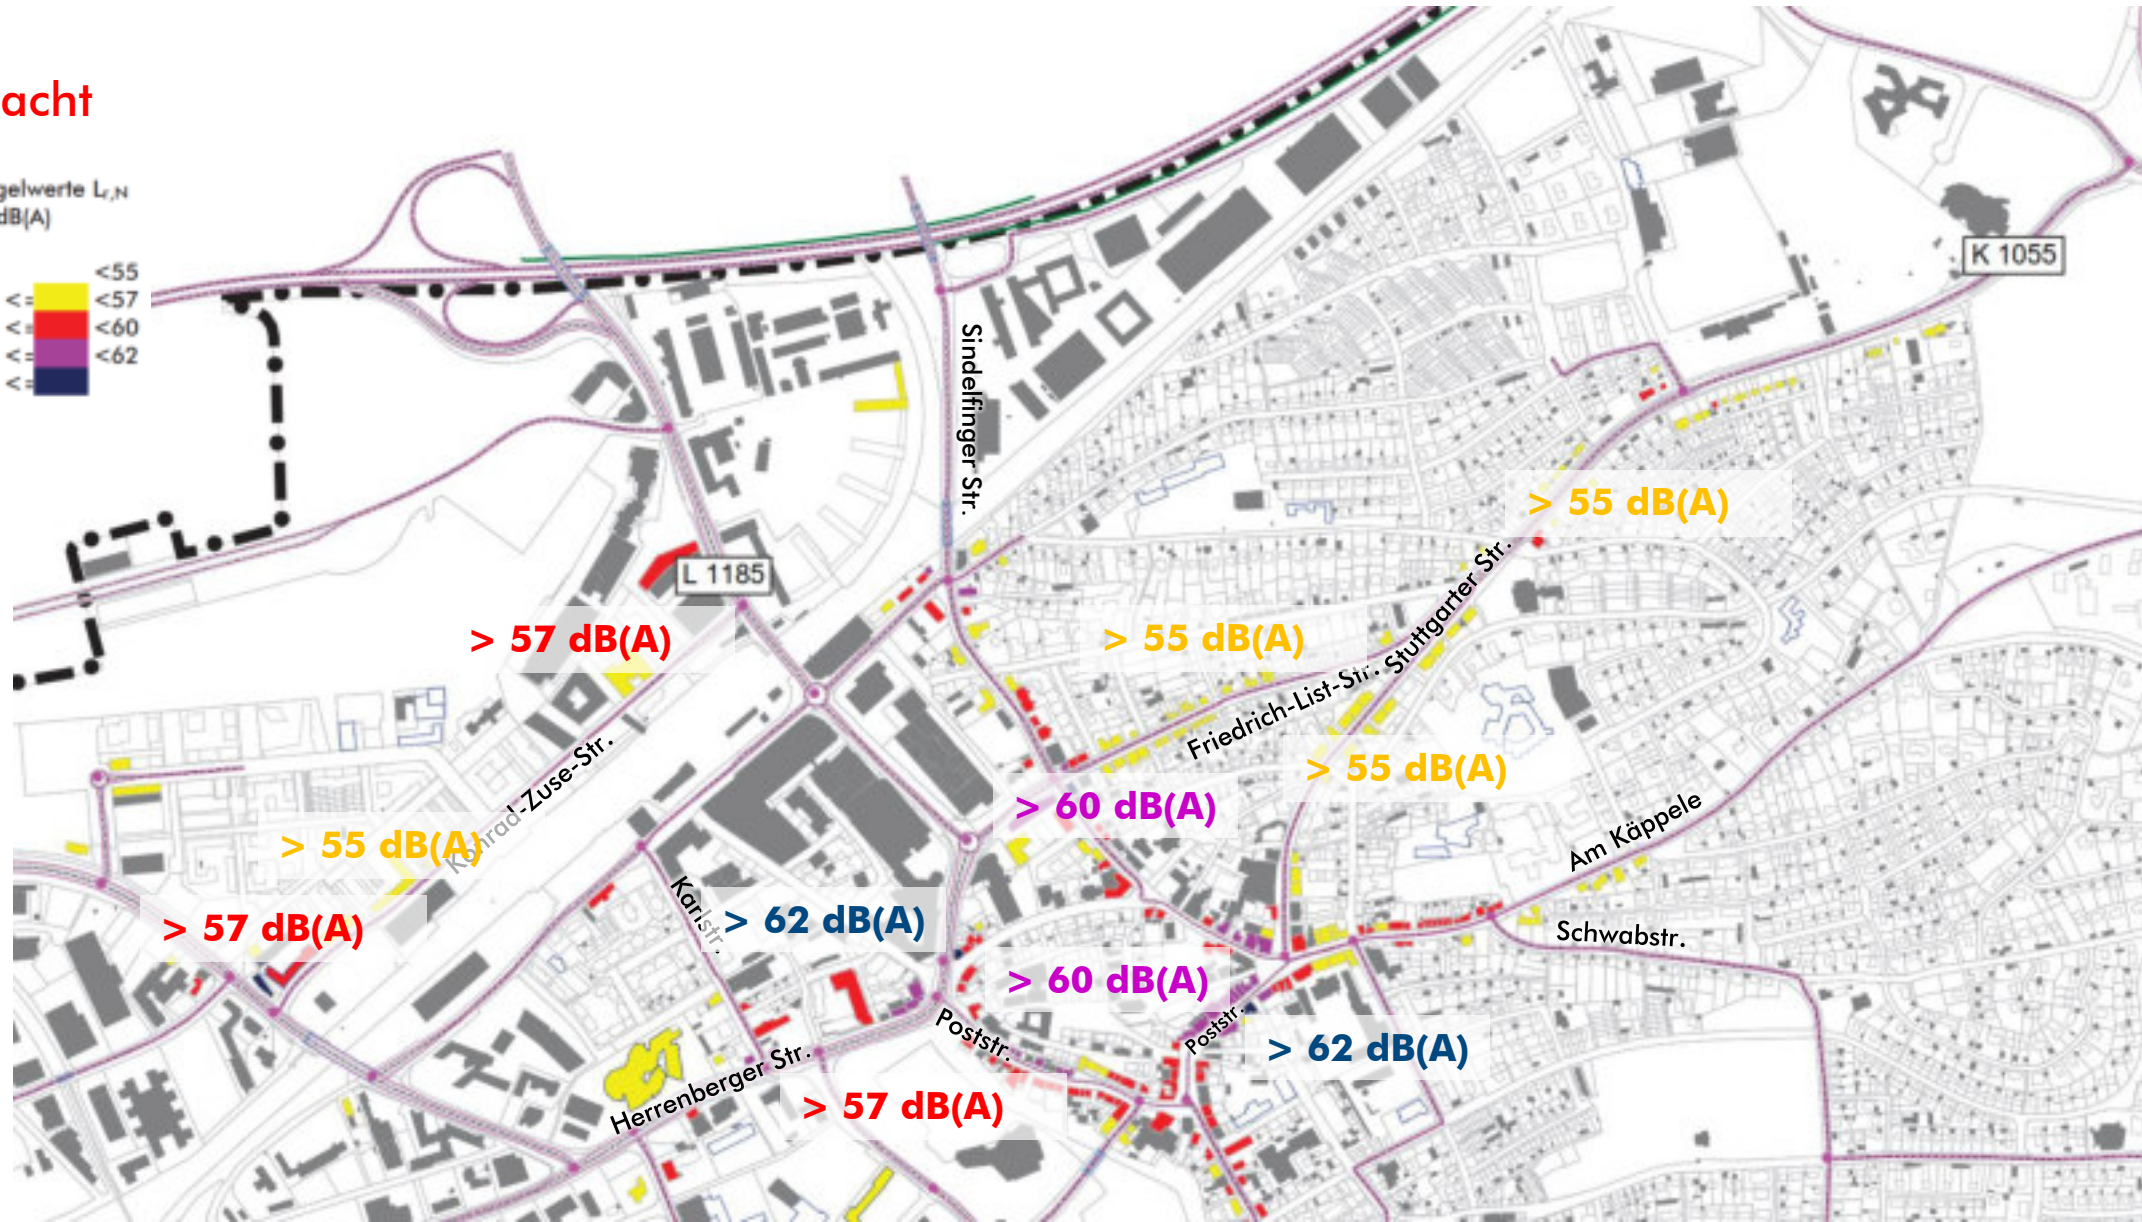 acht
gelwerte Lr,N
dB(A)
<55
<= <57
<= <60
<= <62
<=
K 1055
Sindelfinger Str.
> 55 dB(A)
L 1185
Stuttgarter Str.
> 57 dB(A)
> 55 dB(A)
Friedrich-List-Str.
Konrad-Zuse-Str.
> 55 dB(A)
> 60 dB(A)
> 55 dB(A)
Am Käppele
Karlstr.
> 57 dB(A)
> 62 dB(A)
Schwabstr.
> 60 dB(A)
Poststr.
Poststr.
> 62 dB(A)
Herrenberger Str.
> 57 dB(A)